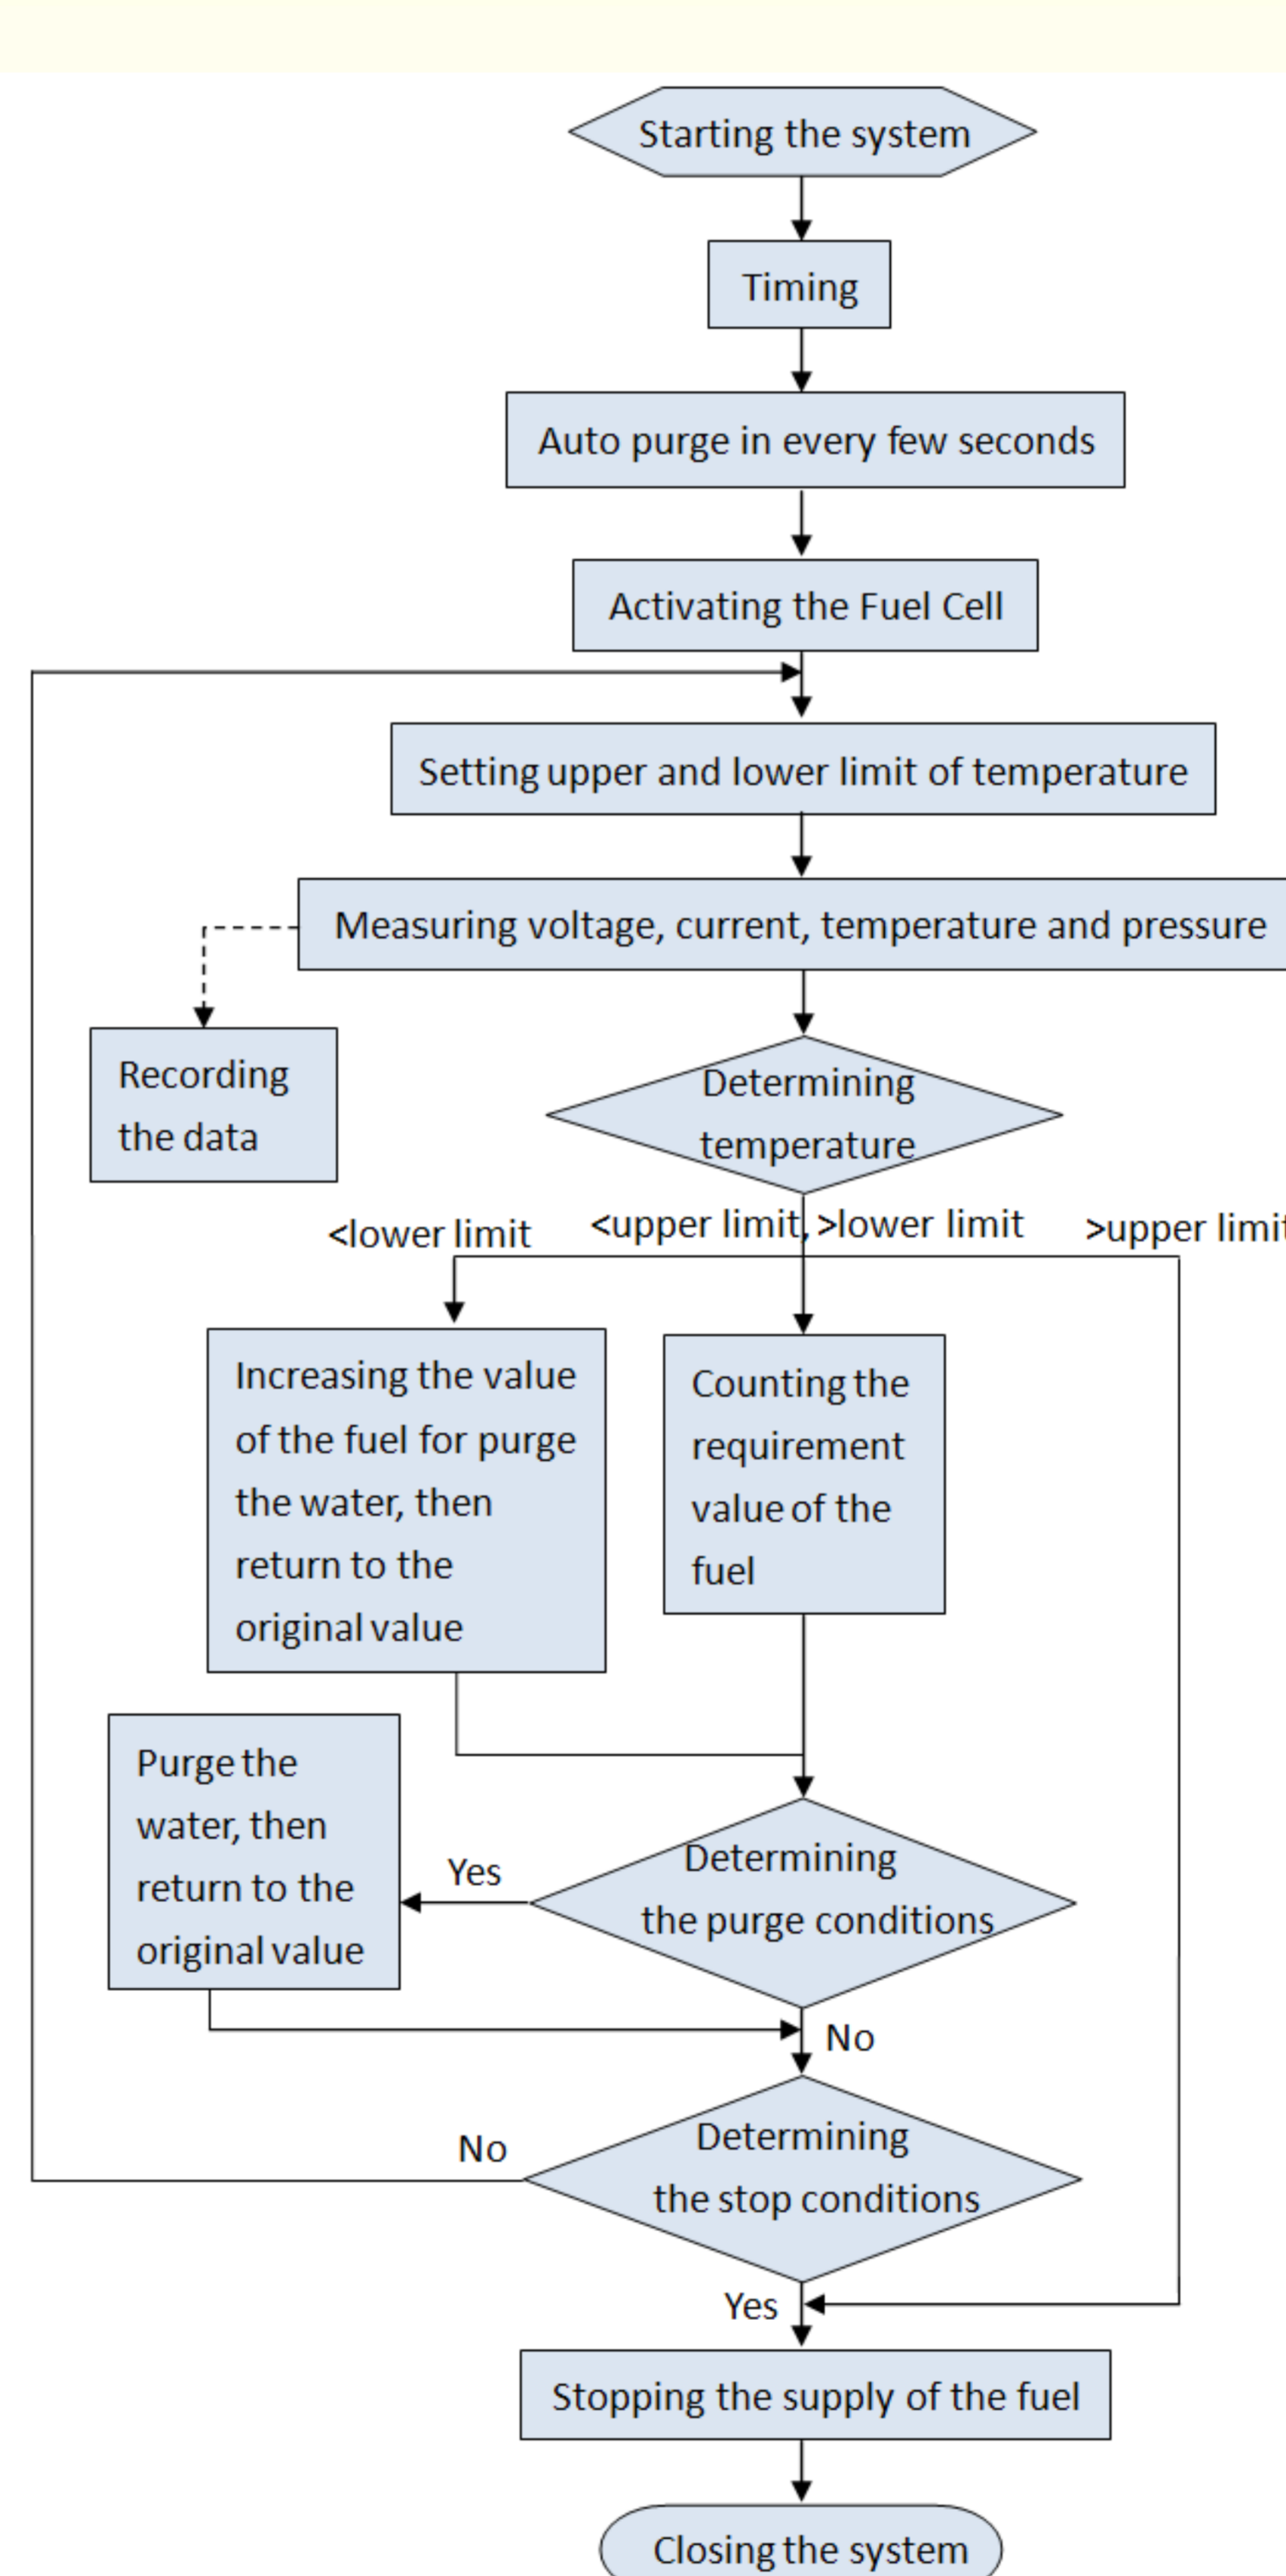 Starting the system
Timing
Auto purge in every few seconds
Activating the Fuel Cell
Setting upper and lower limit of temperature
Measuring voltage, current, temperature and pressure
Recording
the data
Determining
temperature
<lower limit
<upper limit, >lower limit
>upper limit
Increasing the value
of the fuel for purge
the water, then
return to the
original value
Counting the
requirement
value of the
fuel
Purge the
water, then
return to the
original value
Yes
Determining
the purge conditions
No
No
Determining
the stop conditions
Yes
Stopping the supply of the fuel
Closing the system